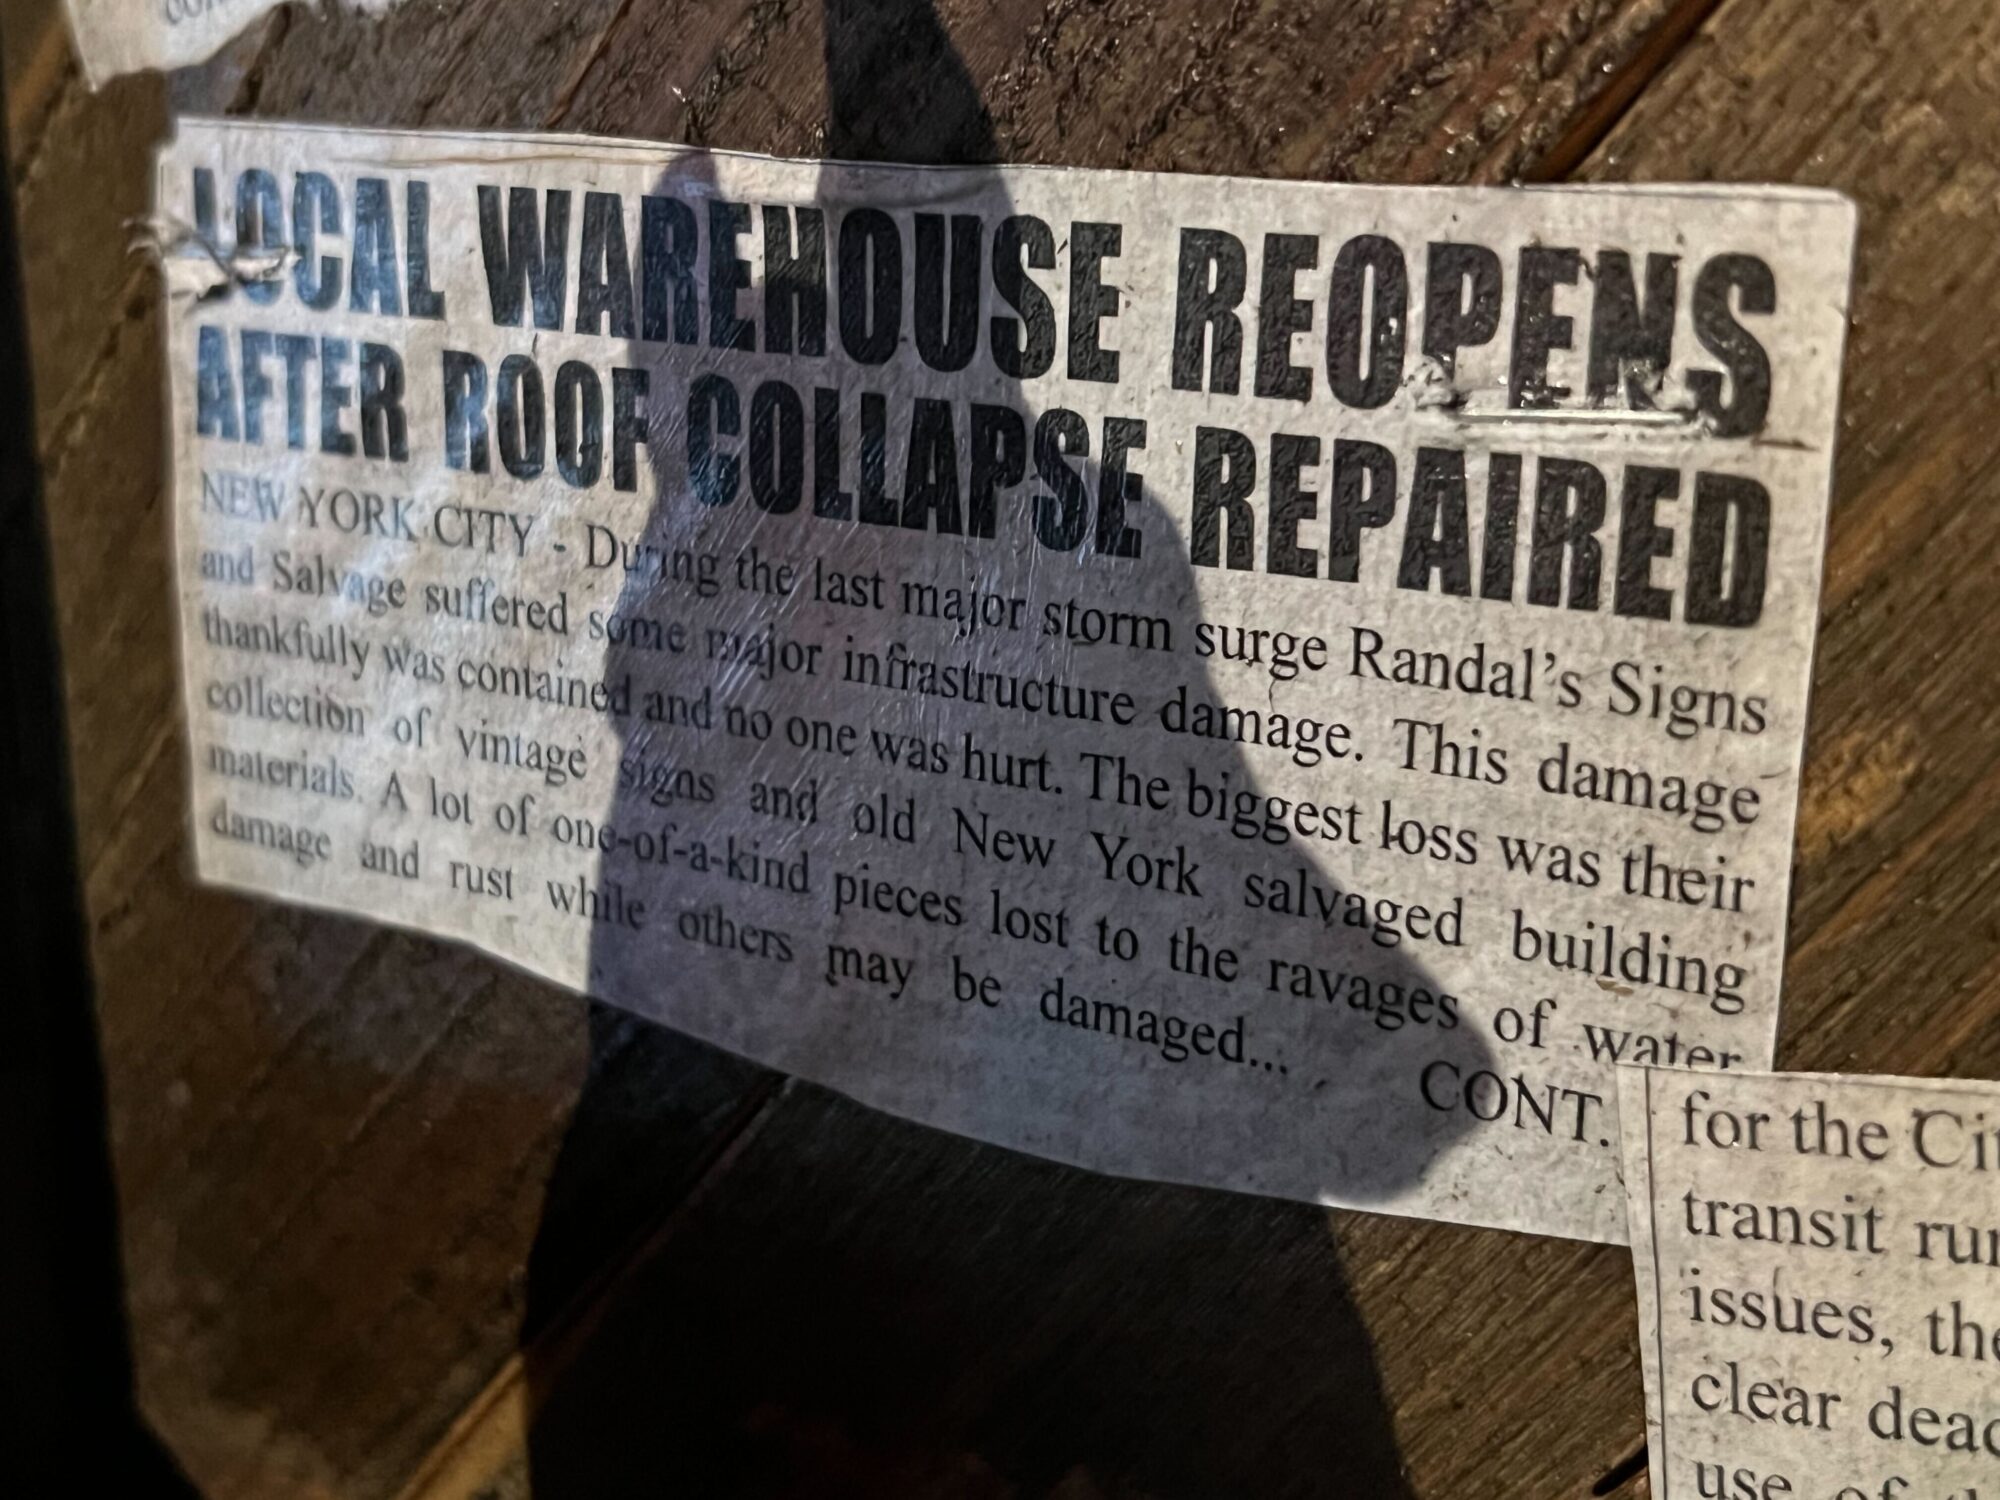 LOCAL WAREHOUSE REOPENS
AFTER ROOF COLLAPSE REPAIRED
NEW YORK CITY - During the last major storm surge Randal's Signs
and Salvage suffered some major infrastructure damage. This damage
thankfully was contained and no one was hurt. The biggest loss was their
collection of vintage signs and old New York salvaged building
materials. A lot of one-of-a-kind pieces lost to the ravages of water
damage and rust while others may be damaged...
CONT.
for the
transit
issues,
clear
use of